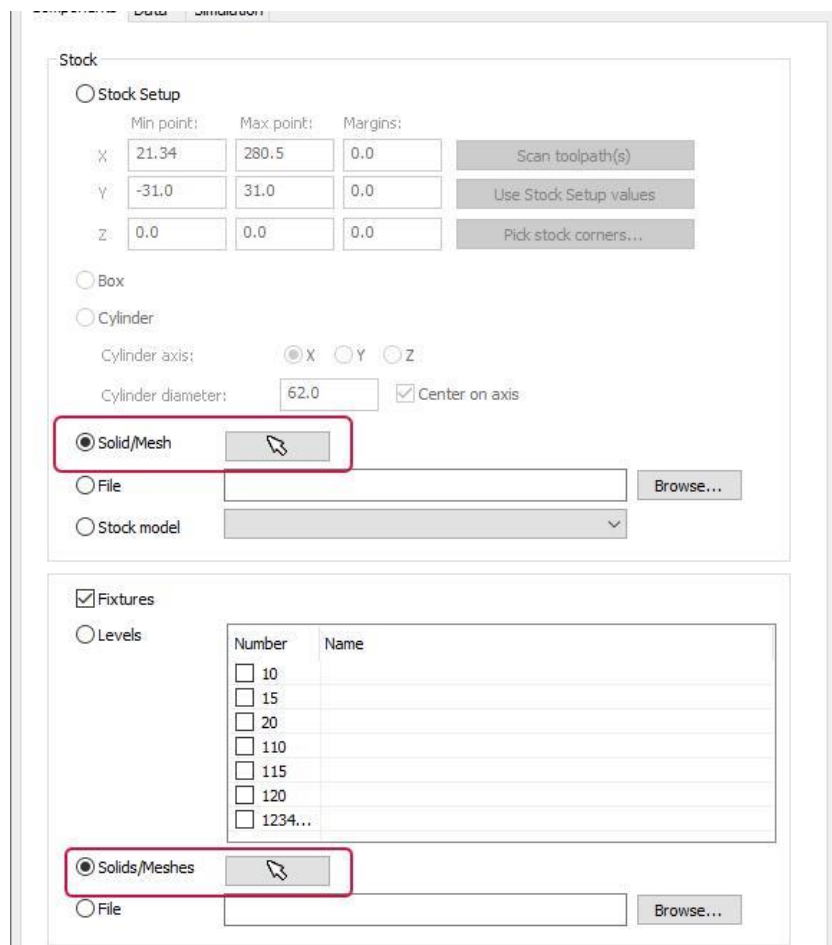 Components Data Simulation
Stock
Stock Setup
Min point: Max point: Margins:
X 21.34 280.5 0.0 Scan toolpath(s)
Y -31.0 31.0 0.0 Use Stock Setup values
Z 0.0 0.0 0.0 Pick stock corners...
Box
Cylinder
Cylinder axis: X Y Z
Cylinder diameter: 62.0 Center on axis
Solid/Mesh
File Browse...
Stock model
Fixtures
Levels
Number Name
10
15
20
110
115
120
1234...
Solids/Meshes
File Browse...